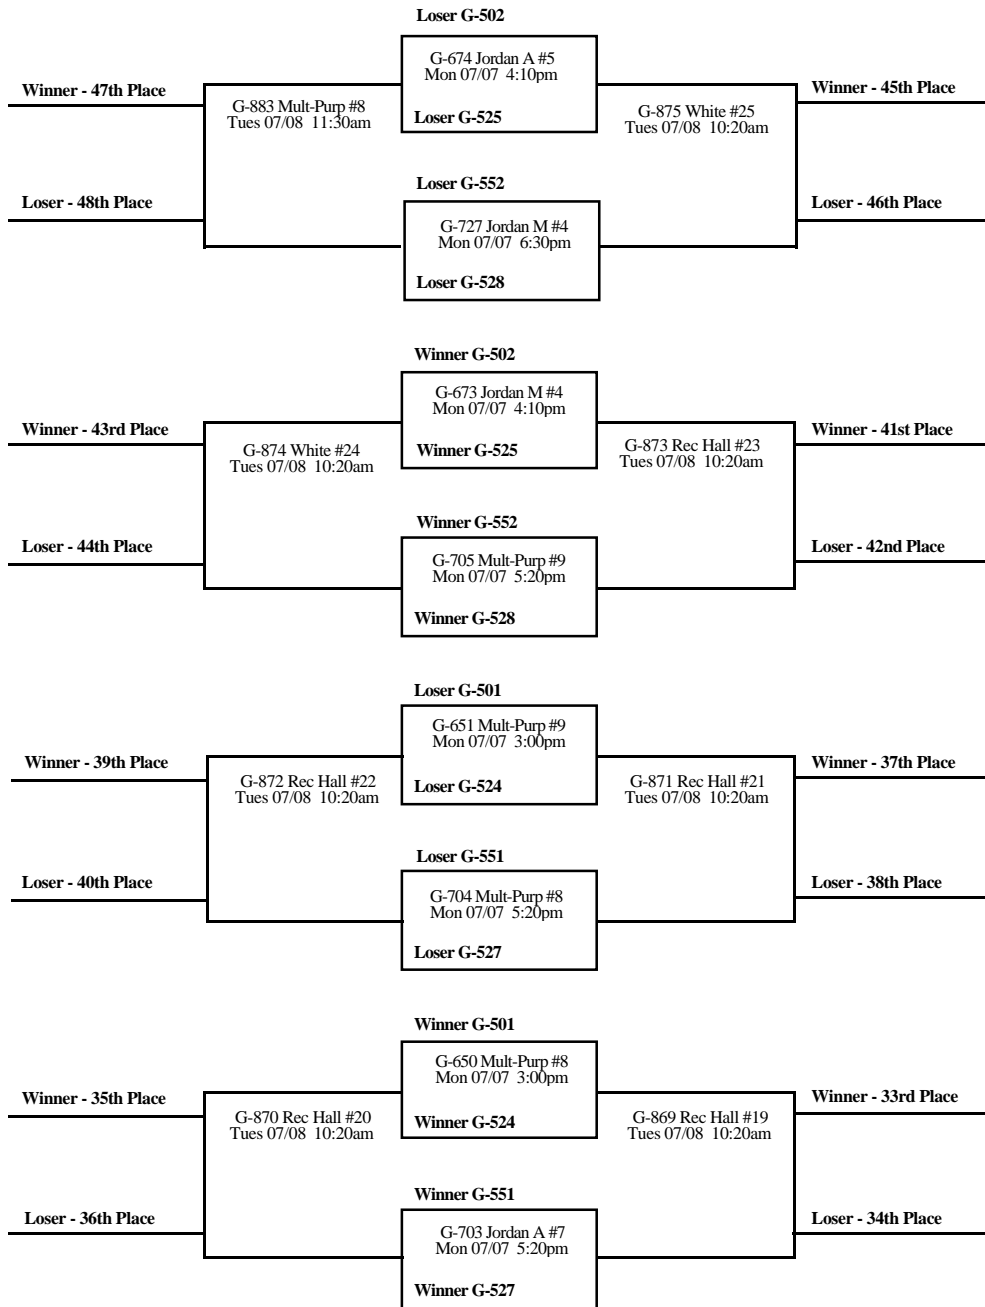 Loser G-502
G-674 Jordan A #5
Mon 07/07 4:10pm
Winner - 47th Place
Winner - 45th Place
G-883 Mult-Purp #8
Tues 07/08 11:30am
Loser G-525
G-875 White #25
Tues 07/08 10:20am
Loser G-552
Loser - 48th Place
Loser - 46th Place
G-727 Jordan M #4
Mon 07/07 6:30pm
Loser G-528
Winner G-502
G-673 Jordan M #4
Mon 07/07 4:10pm
Winner - 43rd Place
Winner - 41st Place
G-874 White #24
Tues 07/08 10:20am
Winner G-525
G-873 Rec Hall #23
Tues 07/08 10:20am
Winner G-552
Loser - 44th Place
Loser - 42nd Place
G-705 Mult-Purp #9
Mon 07/07 5:20pm
Winner G-528
Loser G-501
G-651 Mult-Purp #9
Mon 07/07 3:00pm
Winner - 39th Place
Winner - 37th Place
G-872 Rec Hall #22
Tues 07/08 10:20am
Loser G-524
G-871 Rec Hall #21
Tues 07/08 10:20am
Loser G-551
Loser - 40th Place
Loser - 38th Place
G-704 Mult-Purp #8
Mon 07/07 5:20pm
Loser G-527
Winner G-501
G-650 Mult-Purp #8
Mon 07/07 3:00pm
Winner - 35th Place
Winner - 33rd Place
G-870 Rec Hall #20
Tues 07/08 10:20am
Winner G-524
G-869 Rec Hall #19
Tues 07/08 10:20am
Winner G-551
Loser - 36th Place
Loser - 34th Place
G-703 Jordan A #7
Mon 07/07 5:20pm
Winner G-527